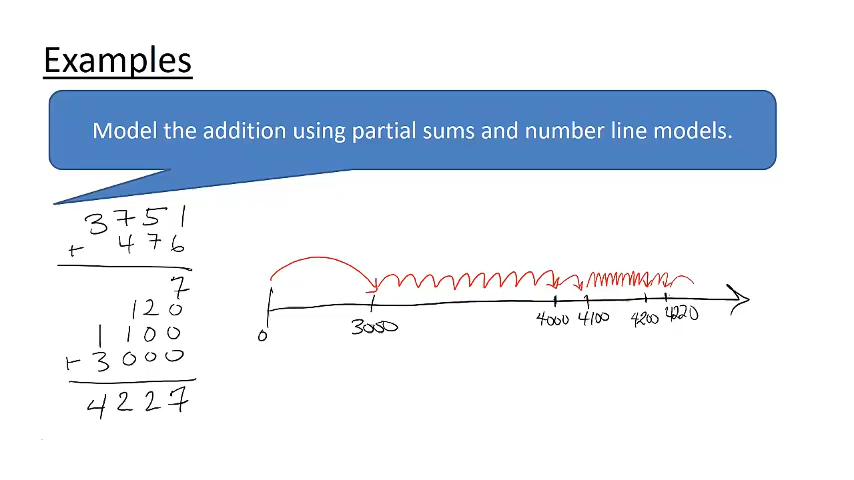 Examples
Model the addition using partial sums and number line models.
3751
+ 476
7
120
1100
+ 3000
4227
0 3000 4000 4100 4200 4220